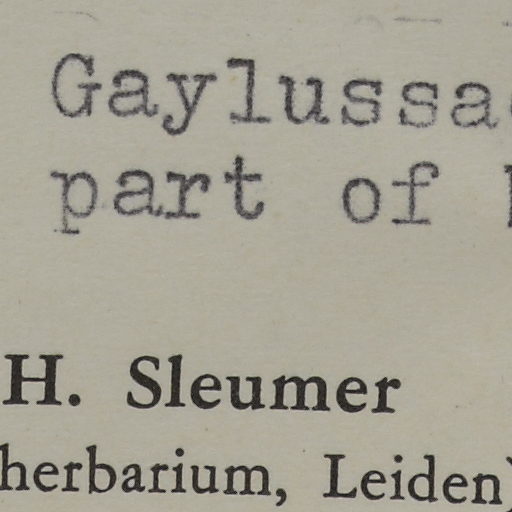 Gaylussa
part of
H. Sleumer
herbarium, Leiden)